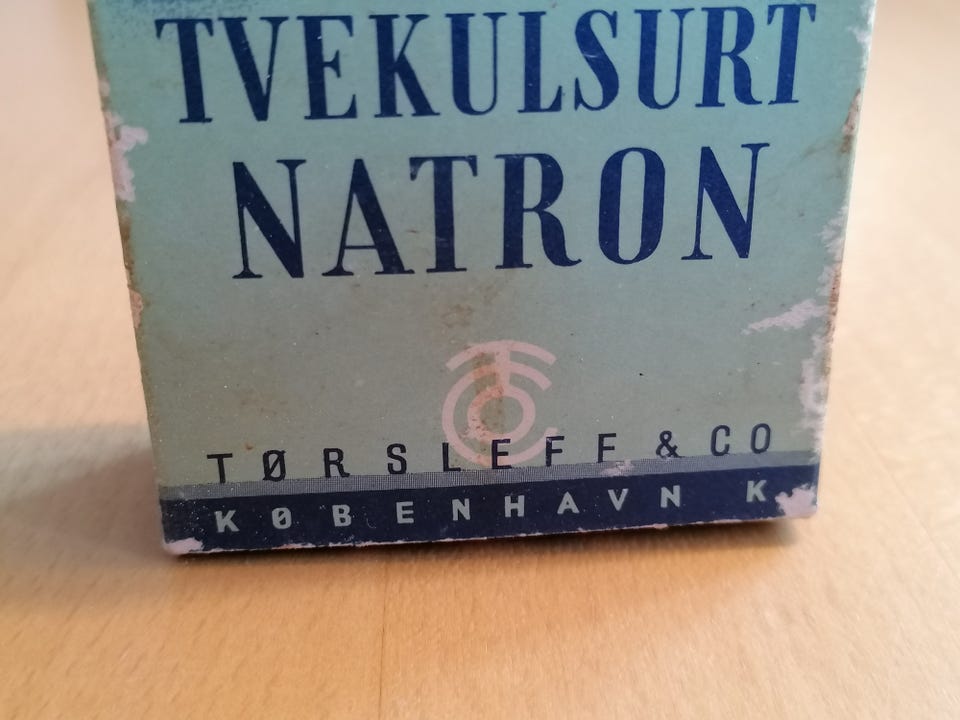 TVEKULSURT
NATRON
TØRSLEFF & CO
KØBENHAVN K